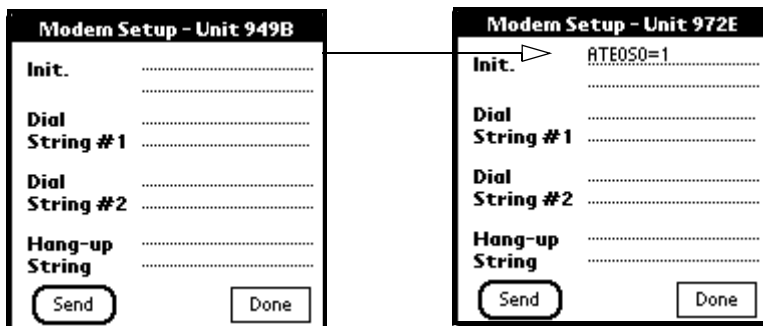 Modem Setup - Unit 949B
Init.
Dial
String #1
Dial
String #2
Hang-up
String
Send
Done
Modem Setup - Unit 972E
Init.
ATE0S0=1
Dial
String #1
Dial
String #2
Hang-up
String
Send
Done